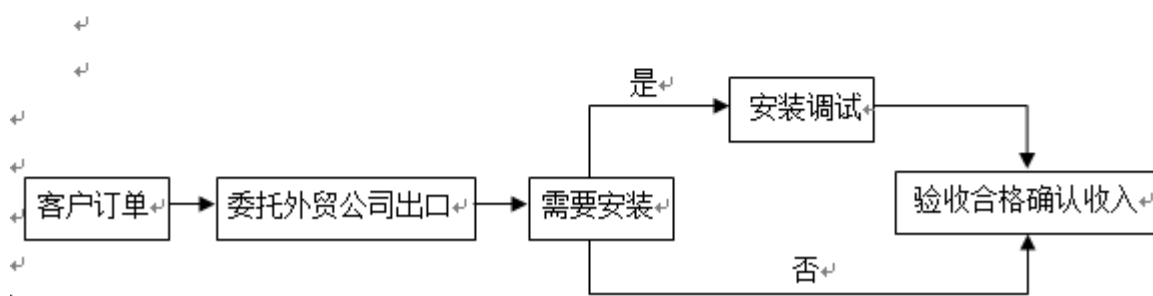 是
安装调试
客户订单
委托外贸公司出口
需要安装
验收合格确认收入
否